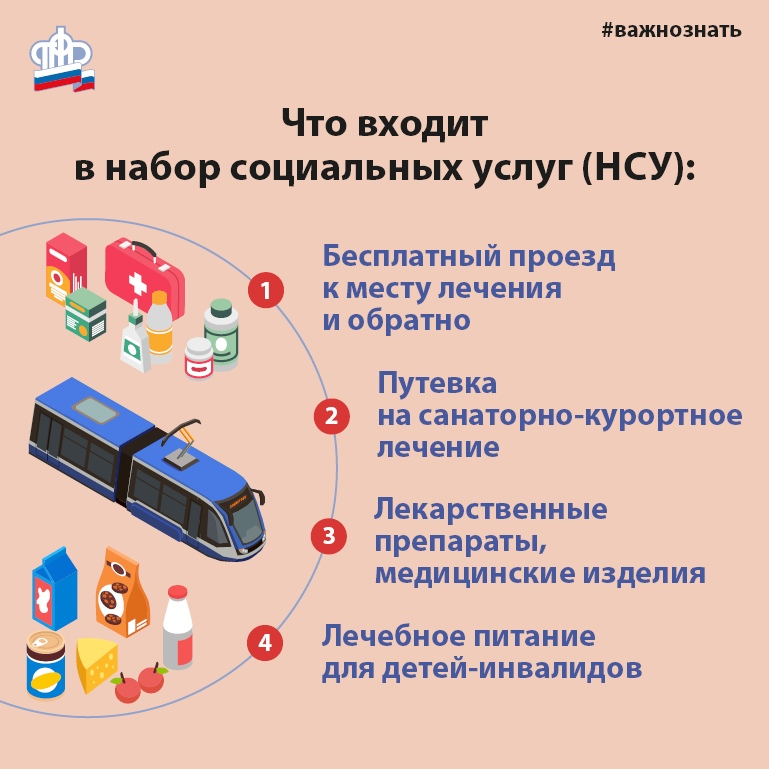 #важнознать
Что входит
в набор социальных услуг (НСУ):
1
Бесплатный проезд
к месту лечения
и обратно
2
Путевка
на санаторно-курортное
лечение
3
Лекарственные
препараты,
медицинские изделия
4
Лечебное питание
для детей-инвалидов